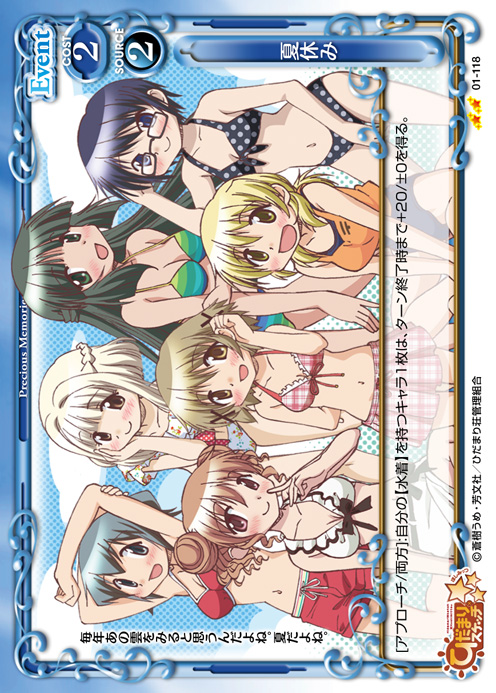 Event
COST
2
SOURCE
2
夏休み
Precious Memories
毎年あの雲をみると思うんだよね。夏だよね。
[アプローチ/両方]:自分の【水着】を持つキャラ1枚は、ターン終了時まで+20/±0を得る。
©蒼樹うめ・芳文社／ひだまり荘管理組合
ひだまりスケッチ
01-118